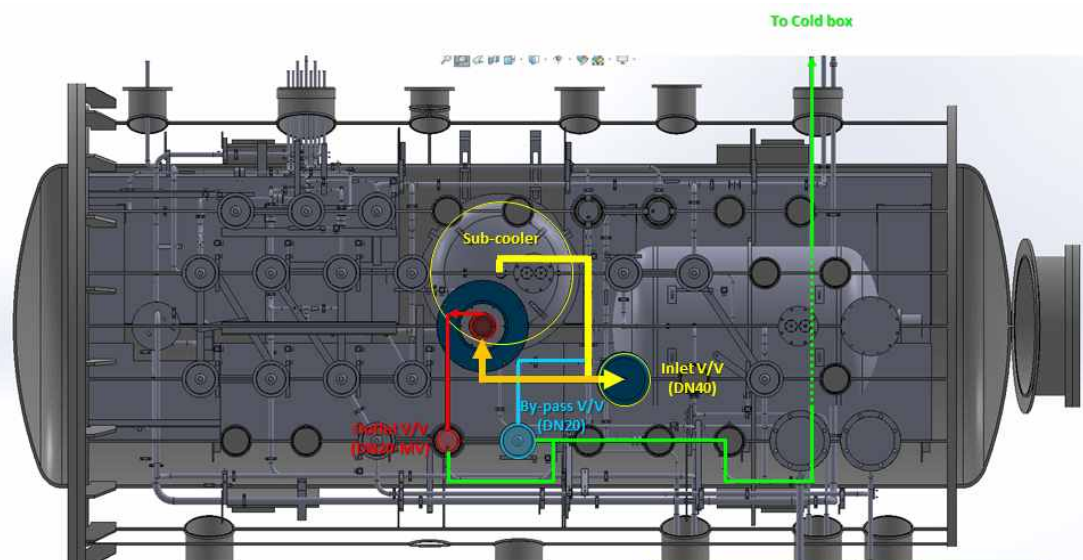 To Cold box
Sub-cooler
Inlet V/V
(DN40)
By-pass V/V
(DN20)
Outlet V/V
(DN20-MV)